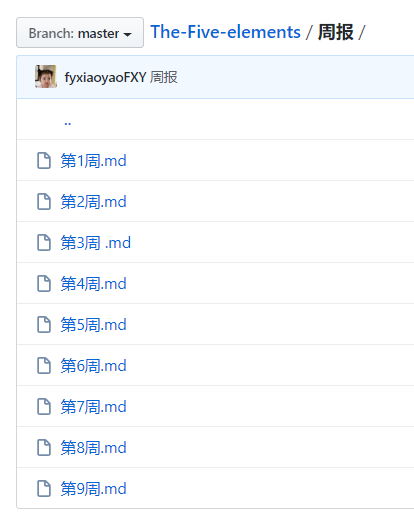 Branch: master The-Five-elements / 周报 /
fyxiaoyaoFXY 周报
..
第1周.md
第2周.md
第3周 .md
第4周.md
第5周.md
第6周.md
第7周.md
第8周.md
第9周.md